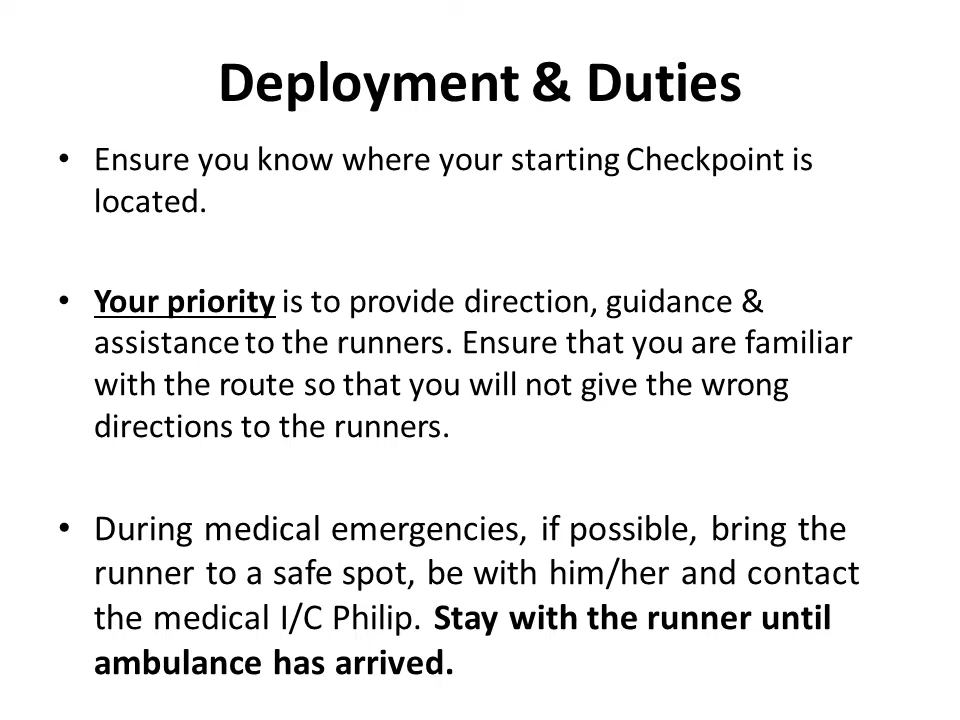 Deployment & Duties
• Ensure you know where your starting Checkpoint is
located.
• Your priority is to provide direction, guidance &
assistance to the runners. Ensure that you are familiar
with the route so that you will not give the wrong
directions to the runners.
• During medical emergencies, if possible, bring the
runner to a safe spot, be with him/her and contact
the medical I/C Philip. Stay with the runner until
ambulance has arrived.